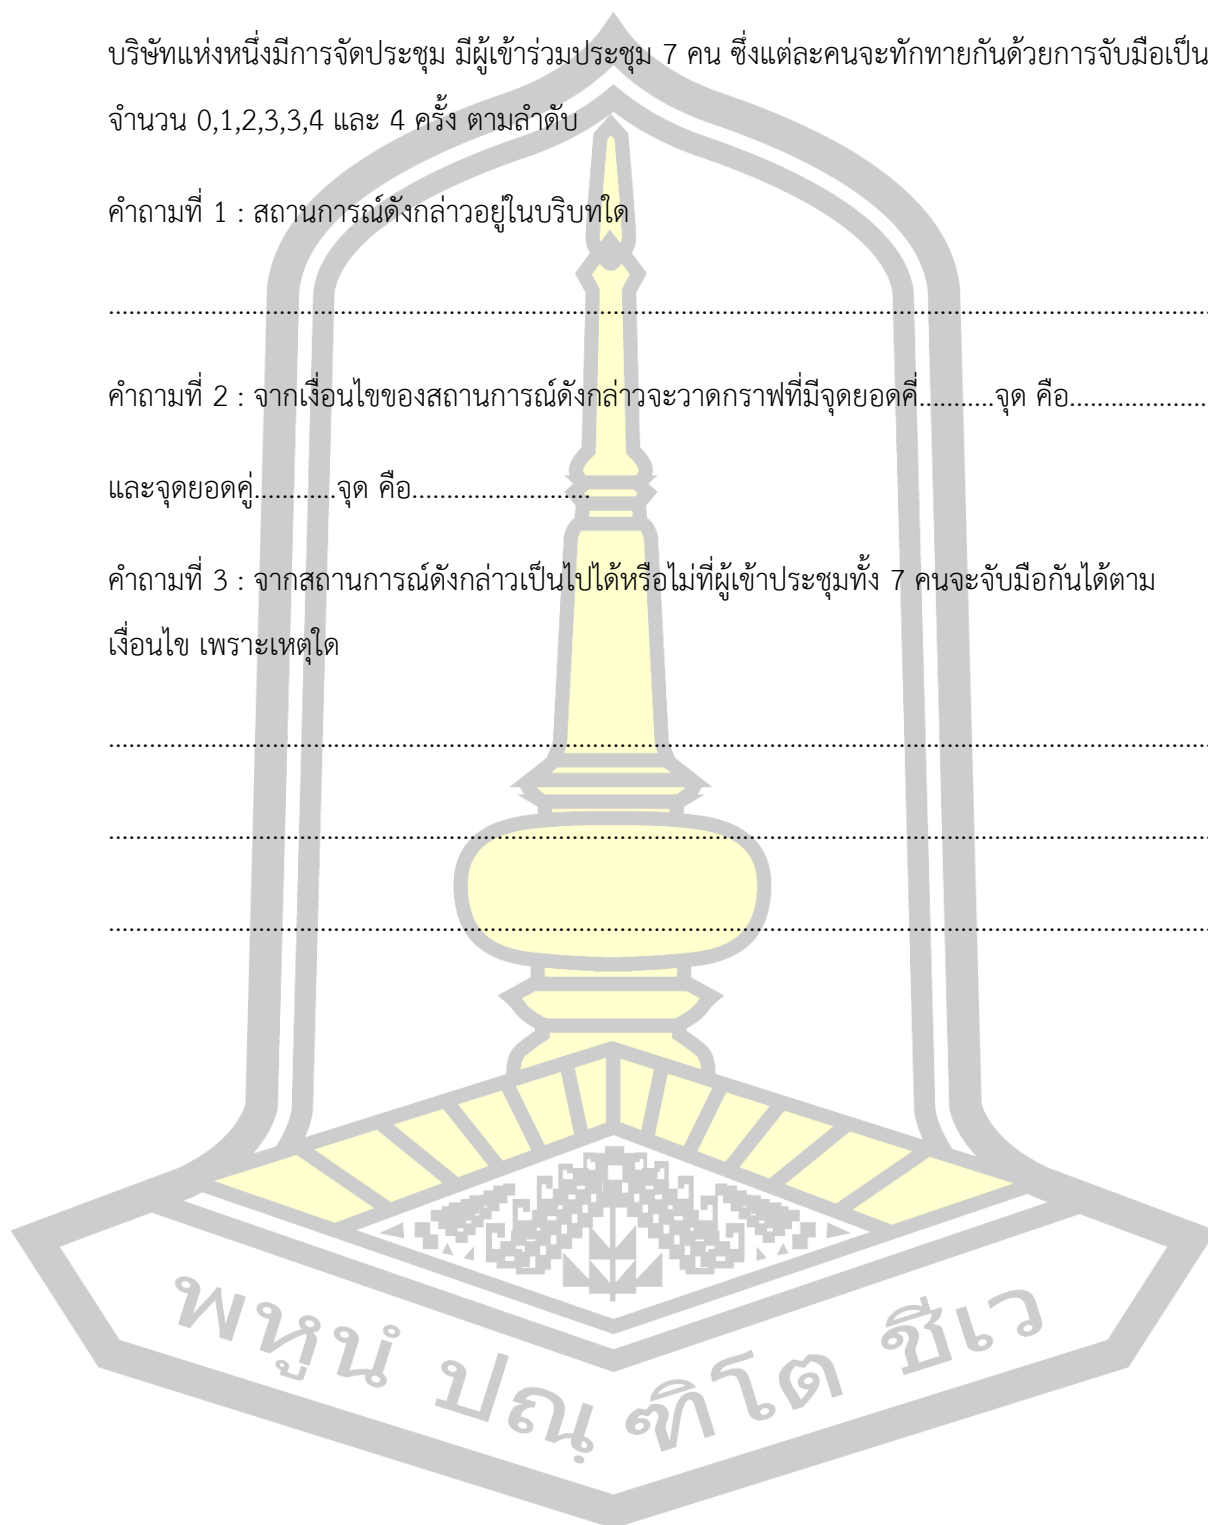 บริษัทแห่งหนึ่งมีการจัดประชุม มีผู้เข้าร่วมประชุม 7 คน ซึ่งแต่ละคนจะทักทายกันด้วยการจับมือเป็น
จำนวน 0,1,2,3,3,4 และ 4 ครั้ง ตามลำดับ
คำถามที่ 1 : สถานการณ์ดังกล่าวอยู่ในบริบทใด
....................................................................................................
คำถามที่ 2 : จากเงื่อนไขของสถานการณ์ดังกล่าวจะวาดกราฟที่มีจุดยอดคี่...........จุด คือ....................
และจุดยอดคู่............จุด คือ..........................
คำถามที่ 3 : จากสถานการณ์ดังกล่าวเป็นไปได้หรือไม่ที่ผู้เข้าประชุมทั้ง 7 คนจะจับมือกันได้ตาม
เงื่อนไข เพราะเหตุใด
....................................................................................................
....................................................................................................
....................................................................................................
พหูนํ ปณฺฑิโต ชีเว